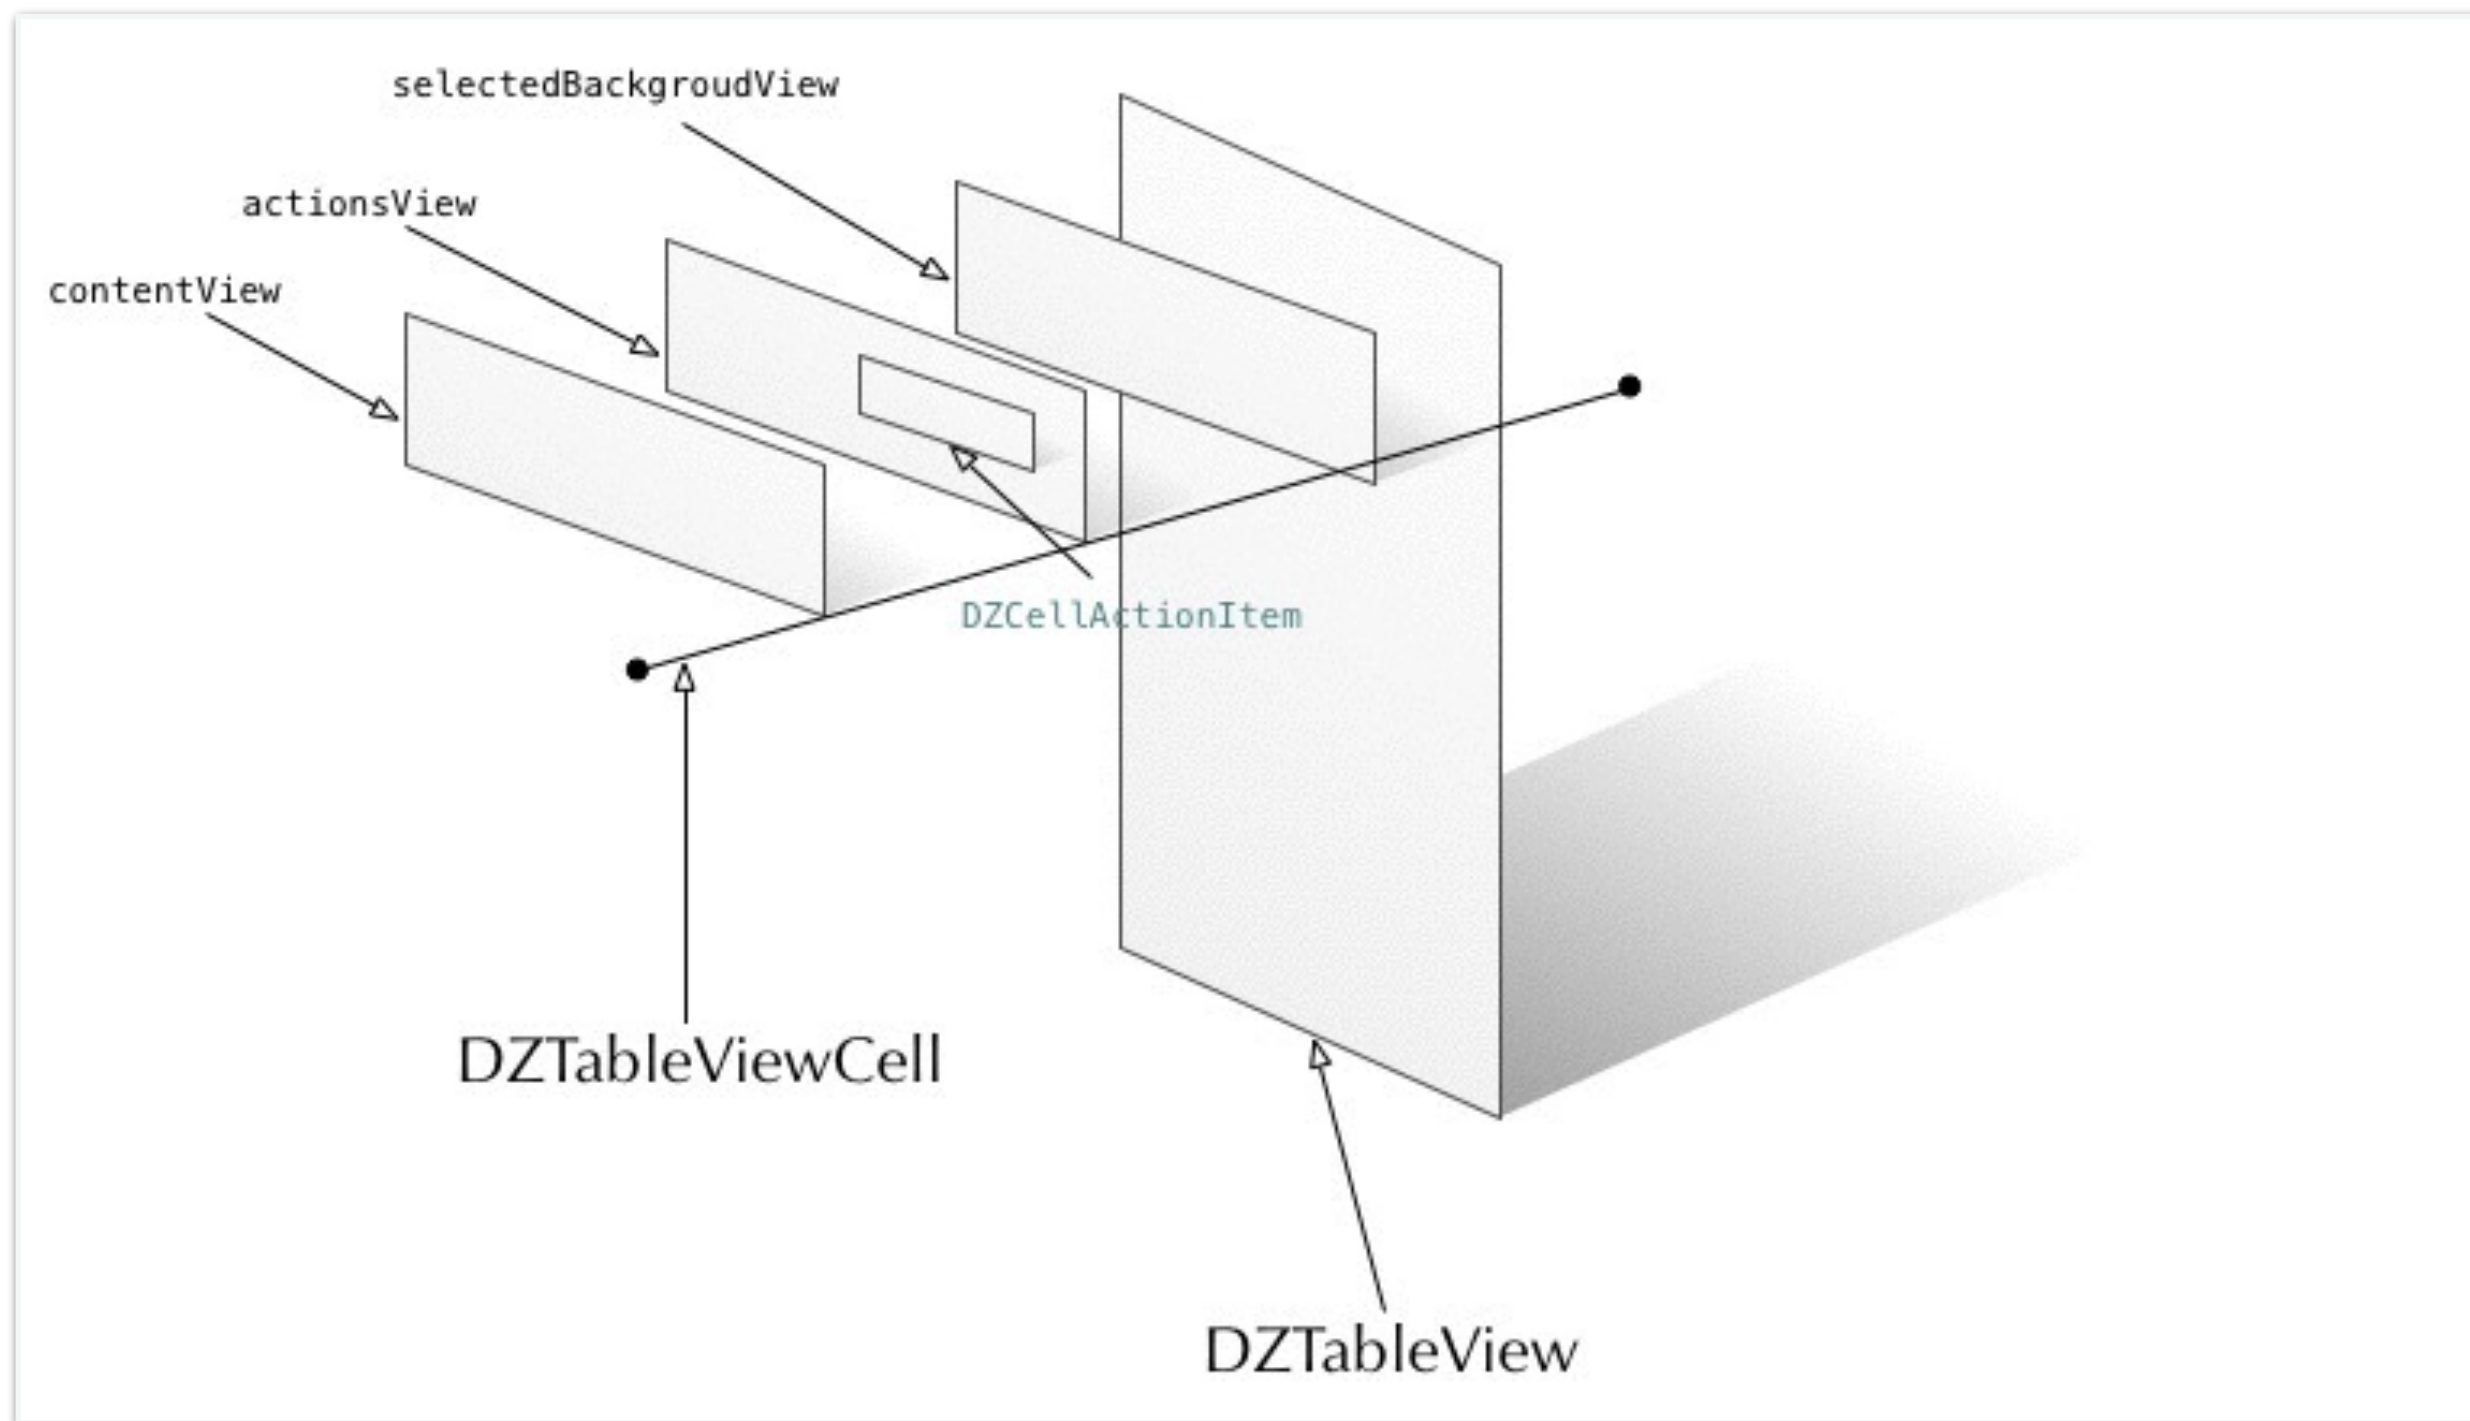 selectedBackgroudView
actionsView
contentView
DZCellActionItem
DZTableViewCell
DZTableView